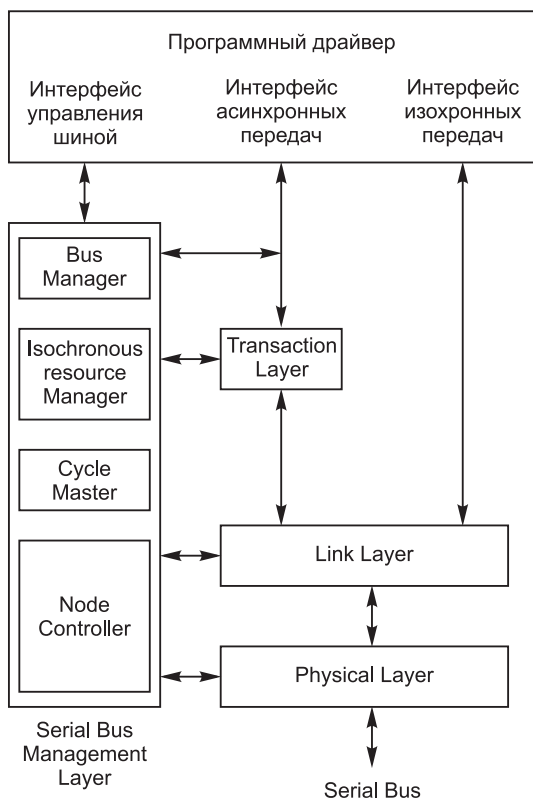 Программный драйвер
Интерфейс
управления
шиной
Интерфейс
асинхронных
передач
Интерфейс
изохронных
передач
Bus
Manager
Isochronous
resource
Manager
Transaction
Layer
Cycle
Master
Link Layer
Node
Controller
Physical Layer
Serial Bus
Management
Layer
Serial Bus